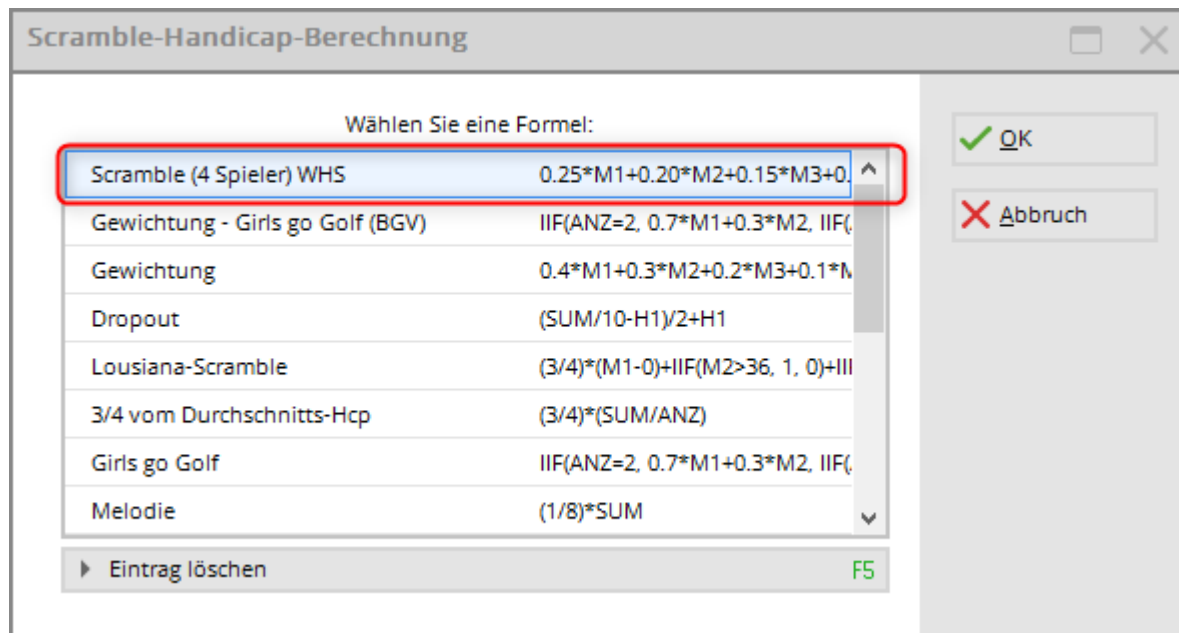 Scramble-Handicap-Berechnung
Wählen Sie eine Formel:
OK
Scramble (4 Spieler) WHS 0.25*M1+0.20*M2+0.15*M3+0.
Gewichtung - Girls go Golf (BGV) IIF(ANZ=2, 0.7*M1+0.3*M2, IIF(
Abbruch
Gewichtung 0.4*M1+0.3*M2+0.2*M3+0.1*M
Dropout (SUM/10-H1)/2+H1
Lousiana-Scramble (3/4)*(M1-0)+IIF(M2>36, 1, 0)+II
3/4 vom Durchschnitts-Hcp (3/4)*(SUM/ANZ)
Girls go Golf IIF(ANZ=2, 0.7*M1+0.3*M2, IIF(
Melodie (1/8)*SUM
Eintrag löschen F5